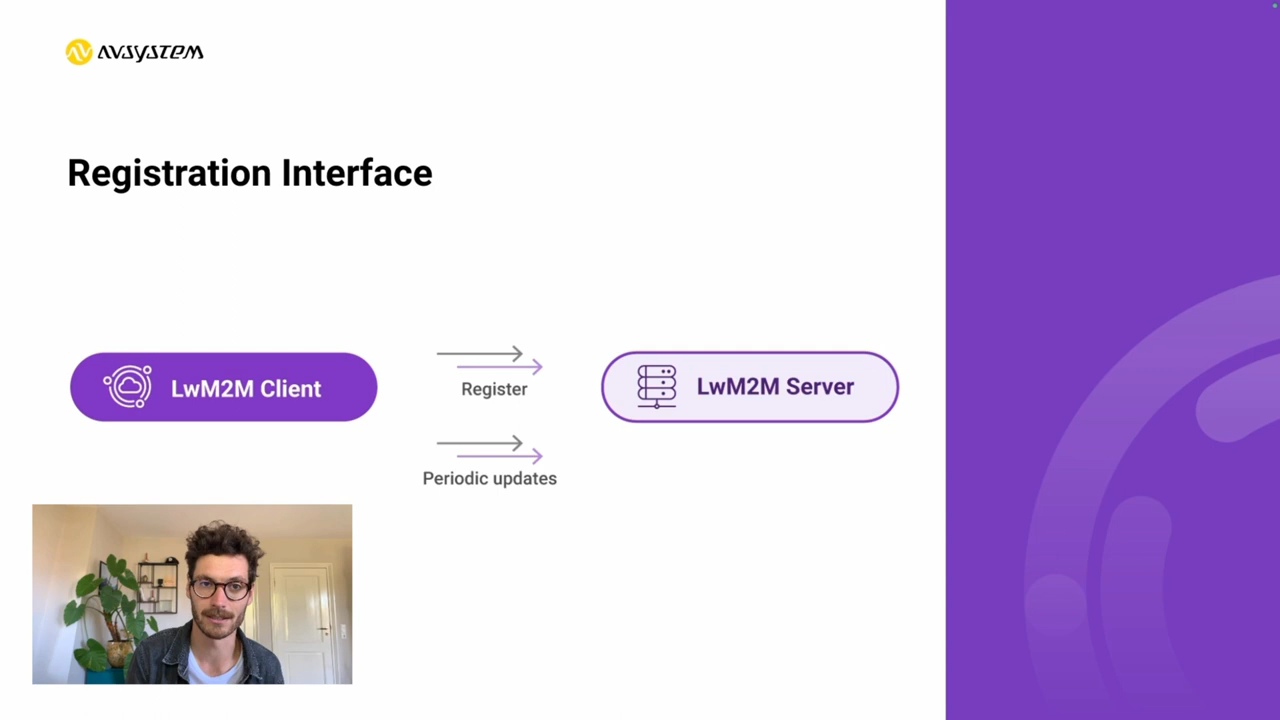 AVSYSTEM
Registration Interface
LwM2M Client
Register
LwM2M Server
Periodic updates